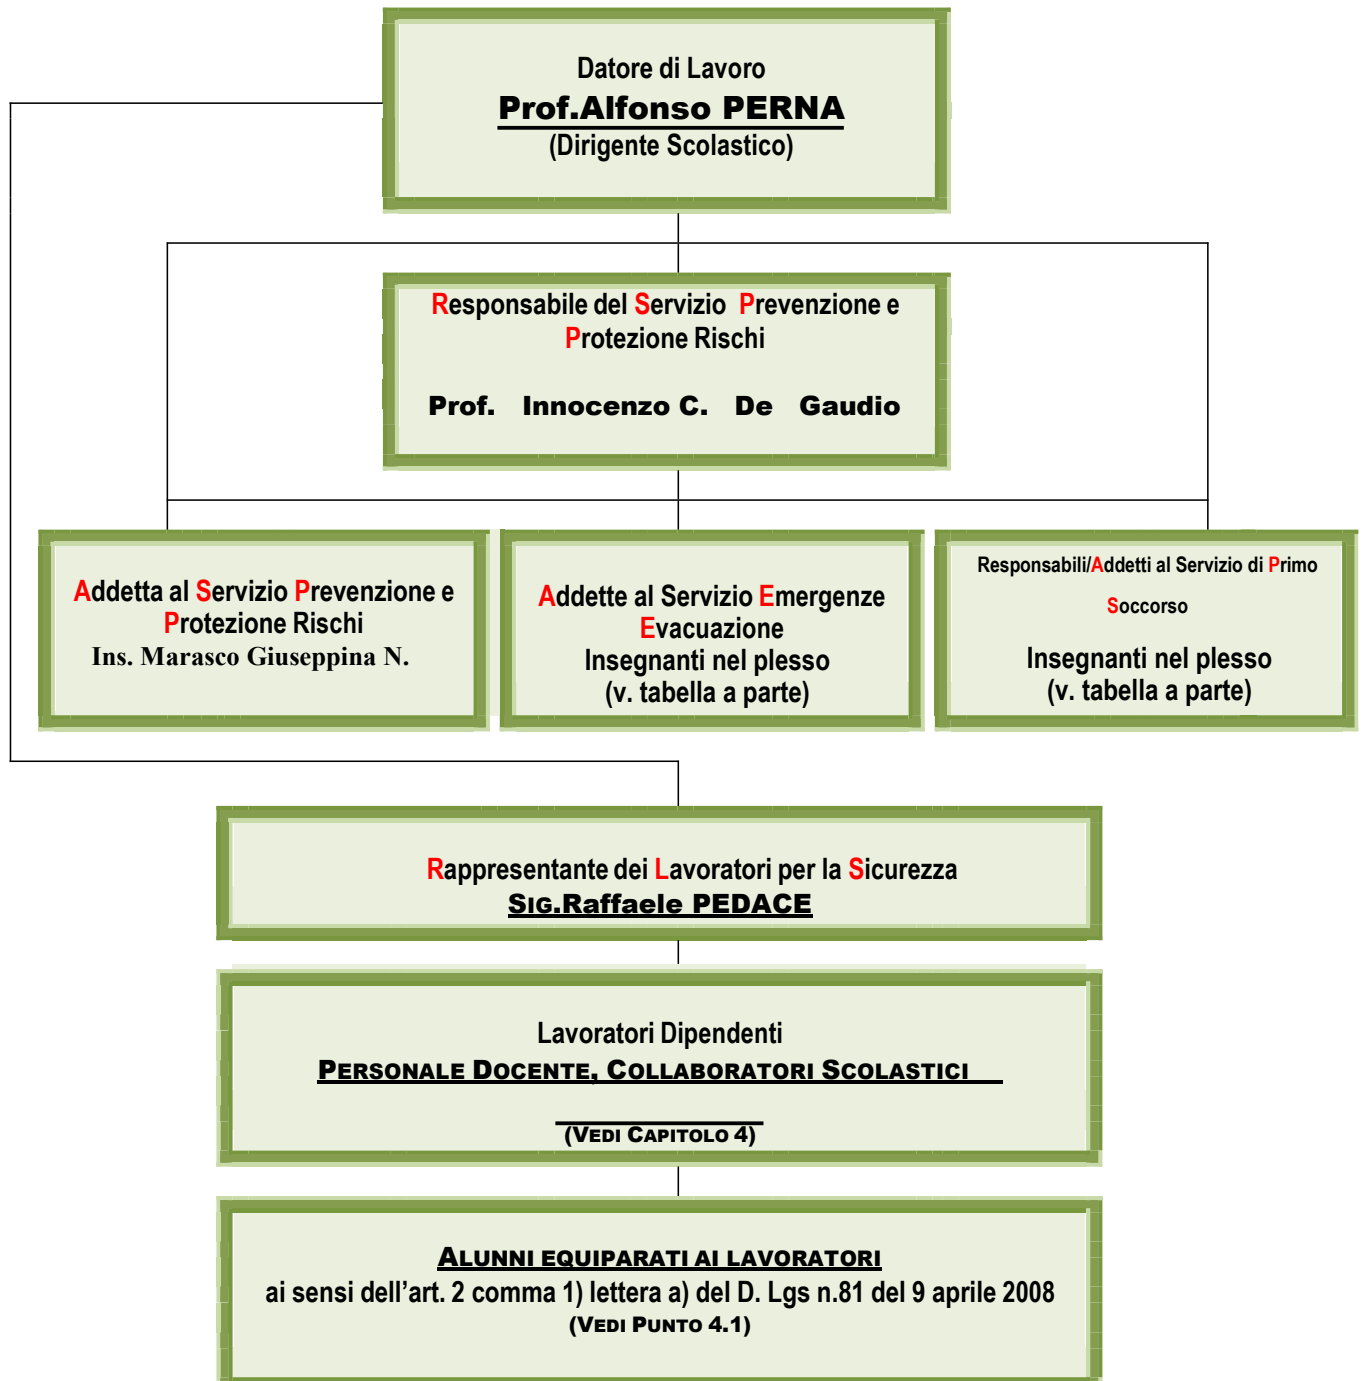 Datore di Lavoro
Prof.Alfonso PERNA
(Dirigente Scolastico)
Responsabile del Servizio Prevenzione e
Protezione Rischi
Prof. Innocenzo C. De Gaudio
Addetta al Servizio Prevenzione e
Protezione Rischi
Ins. Marasco Giuseppina N.
Addette al Servizio Emergenze
Evacuazione
Insegnanti nel plesso
(v. tabella a parte)
Responsabili/Addetti al Servizio di Primo
Soccorso
Insegnanti nel plesso
(v. tabella a parte)
Rappresentante dei Lavoratori per la Sicurezza
SIG.Raffaele PEDACE
Lavoratori Dipendenti
PERSONALE DOCENTE, COLLABORATORI SCOLASTICI
(VEDI CAPITOLO 4)
ALUNNI EQUIPARATI AI LAVORATORI
ai sensi dell’art. 2 comma 1) lettera a) del D. Lgs n.81 del 9 aprile 2008
(VEDI PUNTO 4.1)